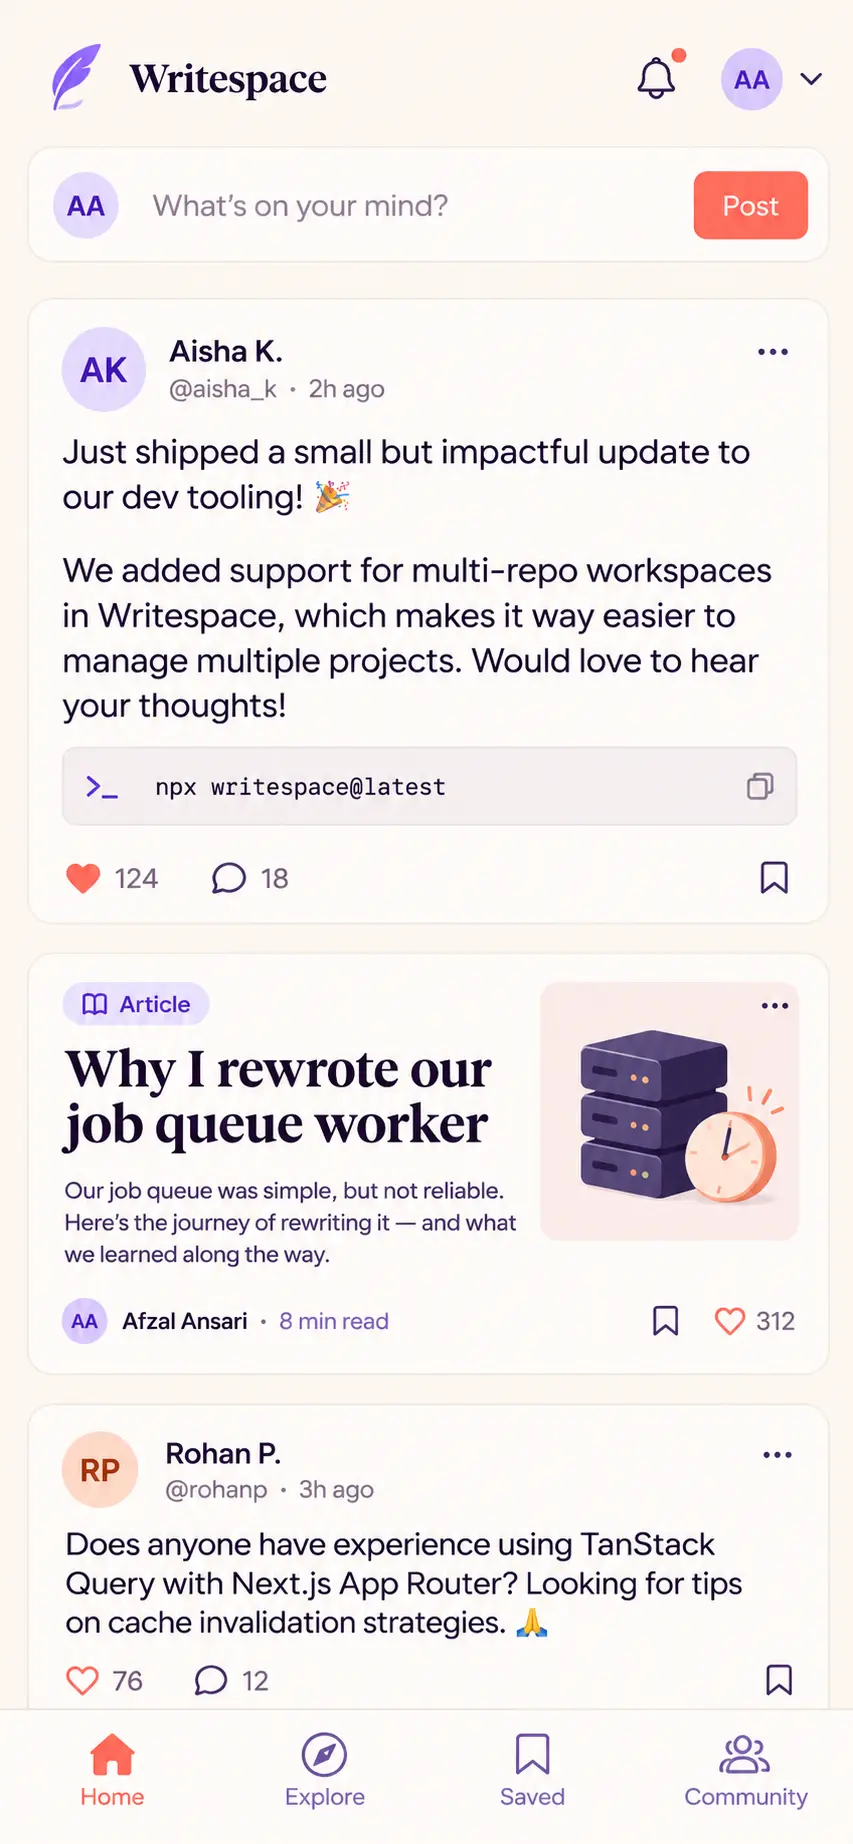 Writespace
AA
AA
What's on your mind?
Post
AK
Aisha K.
@aisha_k • 2h ago
Just shipped a small but impactful update to
our dev tooling! 🎉
We added support for multi-repo workspaces
in Writespace, which makes it way easier to
manage multiple projects. Would love to hear
your thoughts!
>_ npx writespace@latest
124
18
Article
Why I rewrote our
job queue worker
Our job queue was simple, but not reliable.
Here's the journey of rewriting it — and what
we learned along the way.
AA
Afzal Ansari • 8 min read
312
RP
Rohan P.
@rohanp • 3h ago
Does anyone have experience using TanStack
Query with Next.js App Router? Looking for tips
on cache invalidation strategies. 🙏
76
12
Home
Explore
Saved
Community